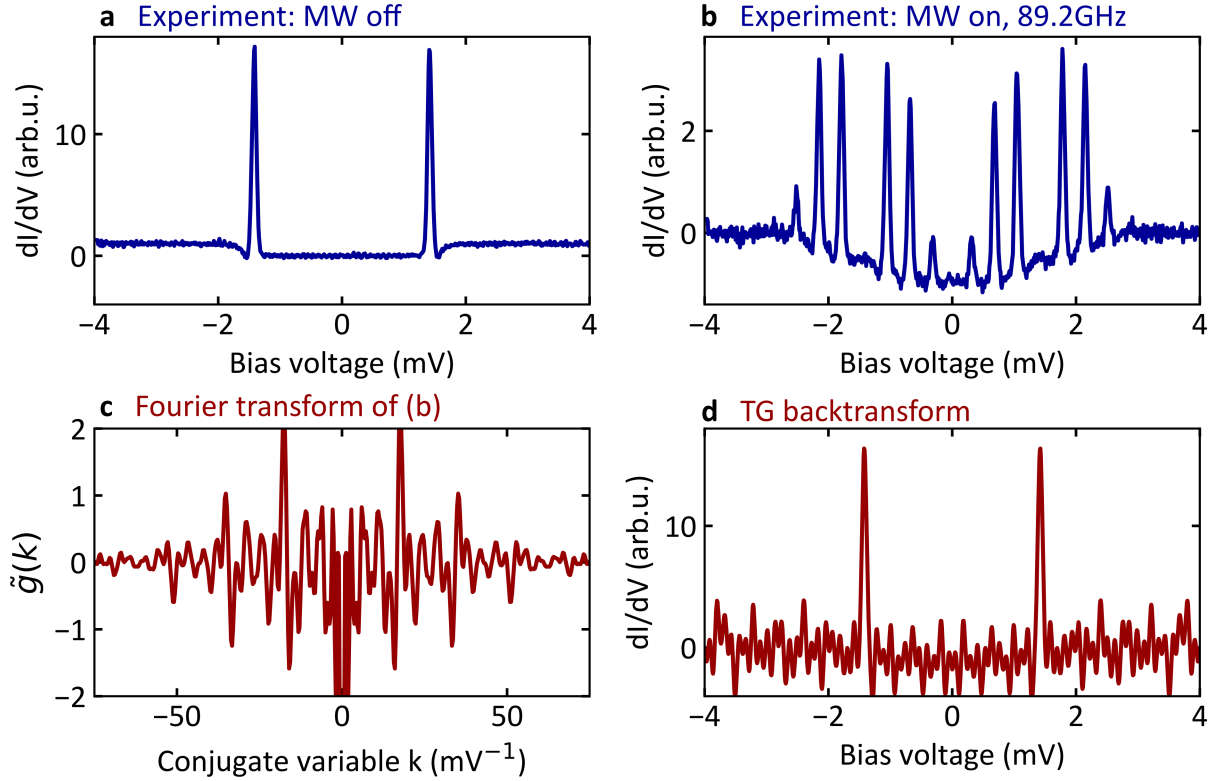 a Experiment: MW off
dI/dV (arb.u.)
10
0
−4 −2 0 2 4
Bias voltage (mV)
b Experiment: MW on, 89.2GHz
dI/dV (arb.u.)
2
0
−4 −2 0 2 4
Bias voltage (mV)
c Fourier transform of (b)
g̃(k)
2
1
0
−1
−2
−50 0 50
Conjugate variable k (mV⁻¹)
d TG backtransform
dI/dV (arb.u.)
10
0
−4 −2 0 2 4
Bias voltage (mV)